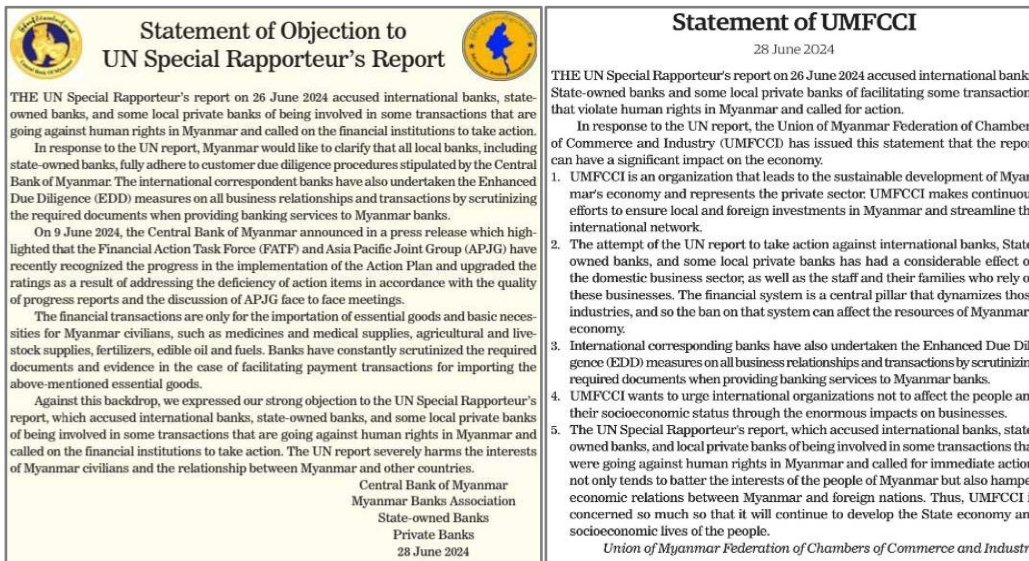 Statement of Objection to
UN Special Rapporteur's Report
THE UN Special Rapporteur's report on 26 June 2024 accused international banks, state-
owned banks, and some local private banks of being involved in some transactions that are
going against human rights in Myanmar and called on the financial institutions to take action.
In response to the UN report, Myanmar would like to clarify that all local banks, including
state-owned banks, fully adhere to customer due diligence procedures stipulated by the Central
Bank of Myanmar. The international correspondent banks have also undertaken the Enhanced
Due Diligence (EDD) measures on all business relationships and transactions by scrutinizing
the required documents when providing banking services to Myanmar banks.
On 9 June 2024, the Central Bank of Myanmar announced in a press release which high-
lighted that the Financial Action Task Force (FATF) and Asia Pacific Joint Group (APJG) have
recently recognized the progress in the implementation of the Action Plan and upgraded the
ratings as a result of addressing the deficiency of action items in accordance with the quality
of progress reports and the discussion of APJG face to face meetings.
The financial transactions are only for the importation of essential goods and basic neces-
sities for Myanmar civilians, such as medicines and medical supplies, agricultural and live-
stock supplies, fertilizers, edible oil and fuels. Banks have constantly scrutinized the required
documents and evidence in the case of facilitating payment transactions for importing the
above-mentioned essential goods.
Against this backdrop, we expressed our strong objection to the UN Special Rapporteur's
report, which accused international banks, state-owned banks, and some local private banks
of being involved in some transactions that are going against human rights in Myanmar and
called on the financial institutions to take action. The UN report severely harms the interests
of Myanmar civilians and the relationship between Myanmar and other countries.
Central Bank of Myanmar
Myanmar Banks Association
State-owned Banks
Private Banks
28 June 2024
Statement of UMFCCI
28 June 2024
THE UN Special Rapporteur's report on 26 June 2024 accused international bank
State-owned banks and some local private banks of facilitating some transaction
that violate human rights in Myanmar and called for action.
In response to the UN report, the Union of Myanmar Federation of Chamber
of Commerce and Industry (UMFCCI) has issued this statement that the repor
can have a significant impact on the economy.
1. UMFCCI is an organization that leads to the sustainable development of Myan
mar's economy and represents the private sector. UMFCCI makes continuou
efforts to ensure local and foreign investments in Myanmar and streamline th
international network.
2. The attempt of the UN report to take action against international banks, State
owned banks, and some local private banks has had a considerable effect o
the domestic business sector, as well as the staff and their families who rely o
these businesses. The financial system is a central pillar that dynamizes thos
industries, and so the ban on that system can affect the resources of Myanmar
economy.
3. International corresponding banks have also undertaken the Enhanced Due Dil
gence (EDD) measures on all business relationships and transactions by scrutinizin
required documents when providing banking services to Myanmar banks.
4. UMFCCI wants to urge international organizations not to affect the people an
their socioeconomic status through the enormous impacts on businesses.
5. The UN Special Rapporteur's report, which accused international banks, state
owned banks, and local private banks of being involved in some transactions tha
were going against human rights in Myanmar and called for immediate action
not only tends to batter the interests of the people of Myanmar but also hampe
economic relations between Myanmar and foreign nations. Thus, UMFCCI i
concerned so much so that it will continue to develop the State economy an
socioeconomic lives of the people.
Union of Myanmar Federation of Chambers of Commerce and Industr